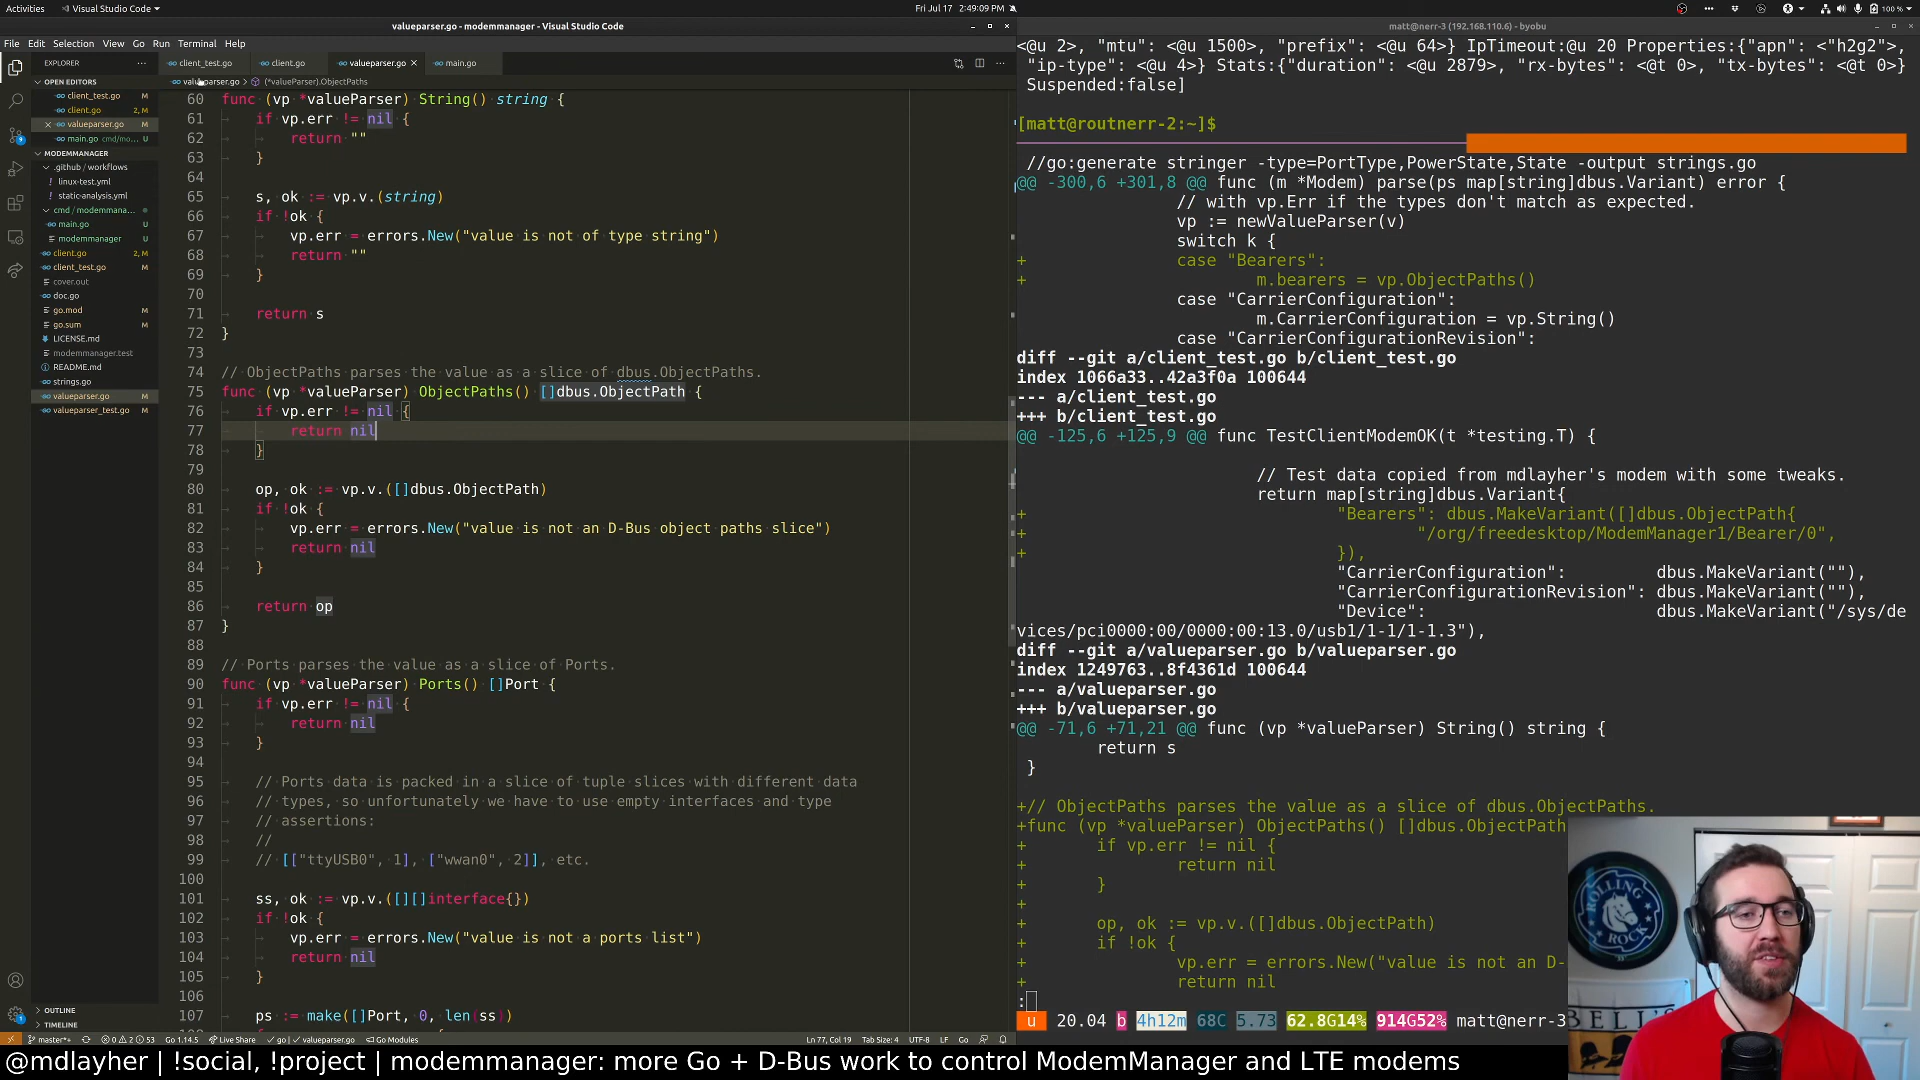 Activities
Visual Studio Code
Fri Jul 17  2:49:09 PM
100 %
valueparser.go - modemmanager - Visual Studio Code
File Edit Selection View Go Run Terminal Help
EXPLORER
OPEN EDITORS
client_test.go M
client.go 2, M
valueparser.go M
main.go cmd/mo... U
MODEMMANAGER
.github / workflows
linux-test.yml
static-analysis.yml
cmd / modemmana...
main.go U
modemmanager U
client.go 2, M
client_test.go M
cover.out
doc.go
go.mod M
go.sum M
LICENSE.md
modemmanager.test
README.md
strings.go M
valueparser.go M
valueparser_test.go M
OUTLINE
TIMELINE
client_test.go
client.go
valueparser.go
main.go
valueparser.go > (*valueParser).ObjectPaths
60 func (vp *valueParser) String() string {
61 if vp.err != nil {
62 return ""
63 }
64
65 s, ok := vp.v.(string)
66 if !ok {
67 vp.err = errors.New("value is not of type string")
68 return ""
69 }
70
71 return s
72 }
73
74 // ObjectPaths parses the value as a slice of dbus.ObjectPaths.
75 func (vp *valueParser) ObjectPaths() []dbus.ObjectPath {
76 if vp.err != nil {
77 return nil
78 }
79
80 op, ok := vp.v.([]dbus.ObjectPath)
81 if !ok {
82 vp.err = errors.New("value is not an D-Bus object paths slice")
83 return nil
84 }
85
86 return op
87 }
88
89 // Ports parses the value as a slice of Ports.
90 func (vp *valueParser) Ports() []Port {
91 if vp.err != nil {
92 return nil
93 }
94
95 // Ports data is packed in a slice of tuple slices with different data
96 // types, so unfortunately we have to use empty interfaces and type
97 // assertions:
98 //
99 // [["ttyUSB0", 1], ["wwan0", 2]], etc.
100
101 ss, ok := vp.v.([][]interface{})
102 if !ok {
103 vp.err = errors.New("value is not a ports list")
104 return nil
105 }
106
107 ps := make([]Port, 0, len(ss))
master*+ 0 2 53 Go 1.14.5 Live Share go | valueparser.go Go Modules Ln 77, Col 19 Tab Size: 4 UTF-8 LF Go
matt@nerr-3 (192.168.110.6) - byobu
<@u 2>, "mtu": <@u 1500>, "prefix": <@u 64>} IpTimeout:@u 20 Properties:{"apn": <"h2g2">,
"ip-type": <@u 4>} Stats:{"duration": <@u 2879>, "rx-bytes": <@t 0>, "tx-bytes": <@t 0>}
Suspended:false]
[matt@routnerr-2:~]$
//go:generate stringer -type=PortType,PowerState,State -output strings.go
@@ -300,6 +301,8 @@ func (m *Modem) parse(ps map[string]dbus.Variant) error {
// with vp.Err if the types don't match as expected.
vp := newValueParser(v)
switch k {
+ case "Bearers":
+ m.bearers = vp.ObjectPaths()
case "CarrierConfiguration":
m.CarrierConfiguration = vp.String()
case "CarrierConfigurationRevision":
diff --git a/client_test.go b/client_test.go
index 1066a33..42a3f0a 100644
--- a/client_test.go
+++ b/client_test.go
@@ -125,6 +125,9 @@ func TestClientModemOK(t *testing.T) {
// Test data copied from mdlayher's modem with some tweaks.
return map[string]dbus.Variant{
+ "Bearers": dbus.MakeVariant([]dbus.ObjectPath{
+ "/org/freedesktop/ModemManager1/Bearer/0",
+ }),
"CarrierConfiguration": dbus.MakeVariant(""),
"CarrierConfigurationRevision": dbus.MakeVariant(""),
"Device": dbus.MakeVariant("/sys/de
vices/pci0000:00/0000:00:13.0/usb1/1-1/1-1.3"),
diff --git a/valueparser.go b/valueparser.go
index 1249763..8f4361d 100644
--- a/valueparser.go
+++ b/valueparser.go
@@ -71,6 +71,21 @@ func (vp *valueParser) String() string {
return s
}
+// ObjectPaths parses the value as a slice of dbus.ObjectPaths.
+func (vp *valueParser) ObjectPaths() []dbus.ObjectPath
+ if vp.err != nil {
+ return nil
+ }
+
+ op, ok := vp.v.([]dbus.ObjectPath)
+ if !ok {
+ vp.err = errors.New("value is not an D-
+ return nil
:
u 20.04 b 4h12m 68C 5.73 62.8G14% 914G52% matt@nerr-3
ROLLING
ROCK
BELL'S
@mdlayher | !social, !project | modemmanager: more Go + D-Bus work to control ModemManager and LTE modems